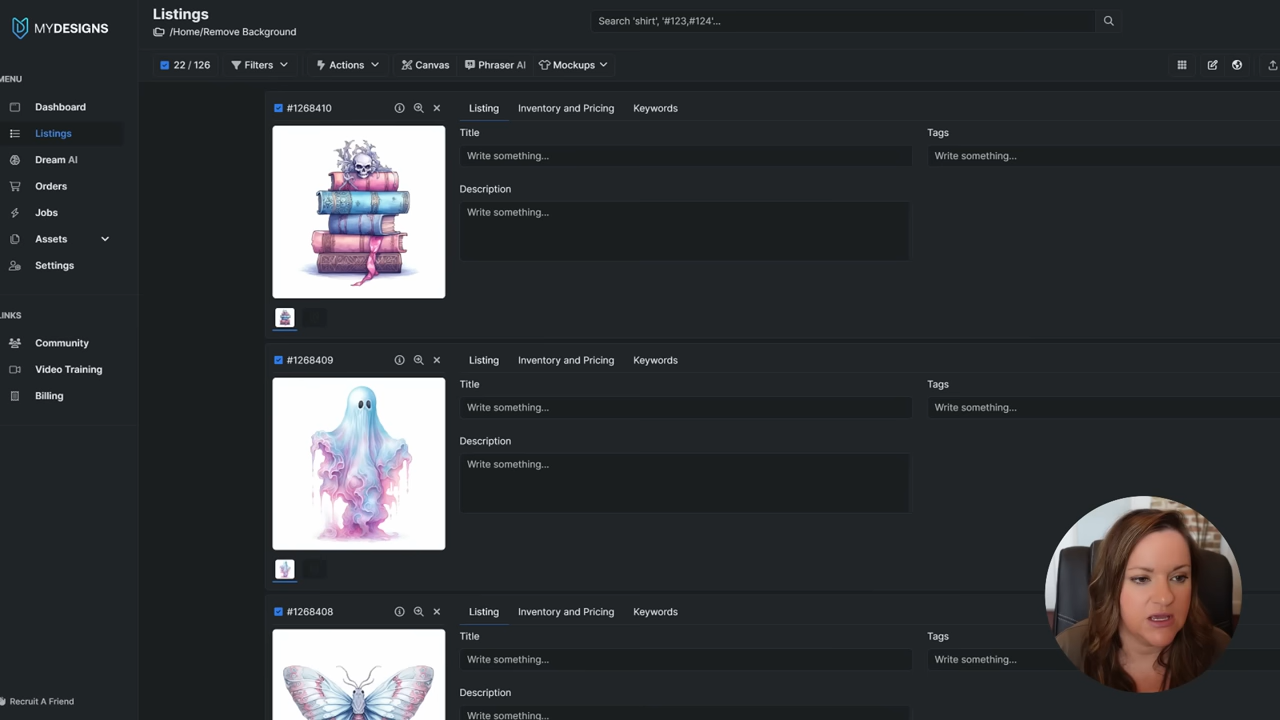 MYDESIGNS
Listings
/Home/Remove Background
Search 'shirt', '#123,#124'...
22 / 126
Filters
Actions
Canvas
Phraser AI
Mockups
MENU
Dashboard
Listings
Dream AI
Orders
Jobs
Assets
Settings
LINKS
Community
Video Training
Billing
Recruit A Friend
#1268410
Listing Inventory and Pricing Keywords
Title Tags
Write something... Write something...
Description
Write something...
#1268409
Listing Inventory and Pricing Keywords
Title Tags
Write something... Write something...
Description
Write something...
#1268408
Listing Inventory and Pricing Keywords
Title Tags
Write something... Write something...
Description
Write something...